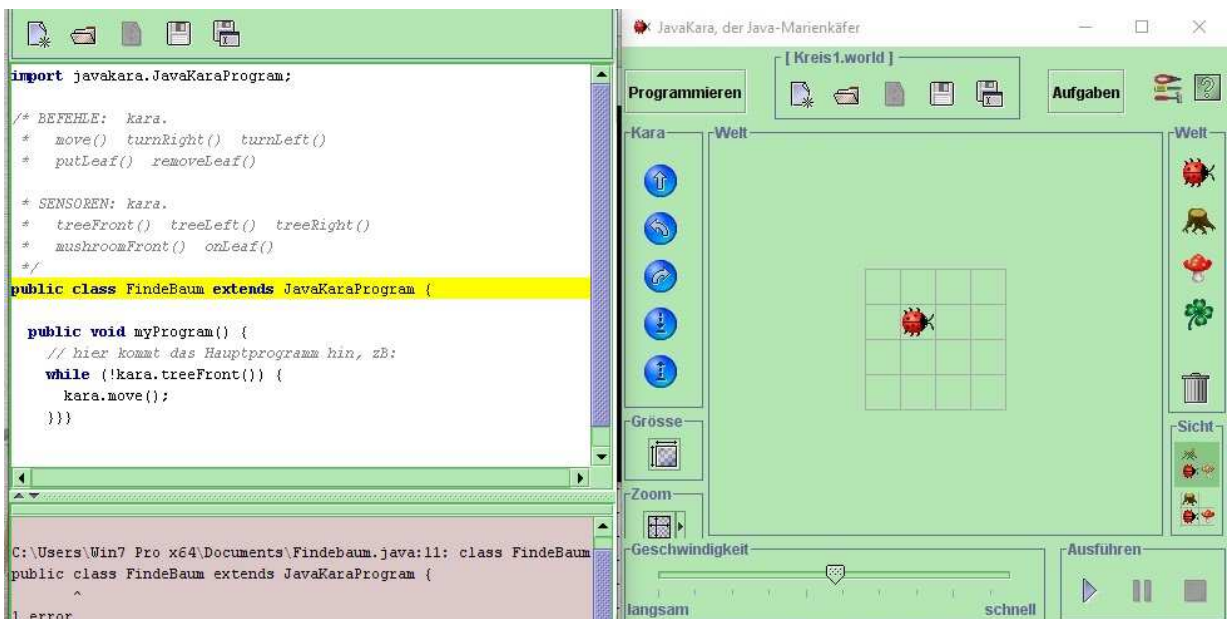 import javakara.JavaKaraProgram;
/* BEFEHLE: kara.
* move() turnRight() turnLeft()
* putLeaf() removeLeaf()
* SENSOREN: kara.
* treeFront() treeLeft() treeRight()
* mushroomFront() onLeaf()
*/
public class FindeBaum extends JavaKaraProgram {
public void myProgram() {
// hier kommt das Hauptprogramm hin, zB:
while (!kara.treeFront()) {
kara.move();
}}}
C:\Users\Win7 Pro x64\Documents\Findebaum.java:11: class FindeBaum
public class FindeBaum extends JavaKaraProgram {
^
1 error
JavaKara, der Java-Marienkäfer
[ Kreis1.world ]
Programmieren
Aufgaben
Kara
Welt
Welt
Grösse
Sicht
Zoom
Geschwindigkeit
langsam
schnell
Ausführen